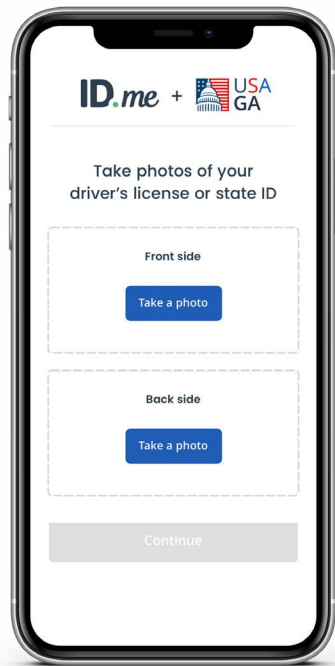 ID.me + USA
GA
Take photos of your
driver's license or state ID
Front side
Take a photo
Back side
Take a photo
Continue